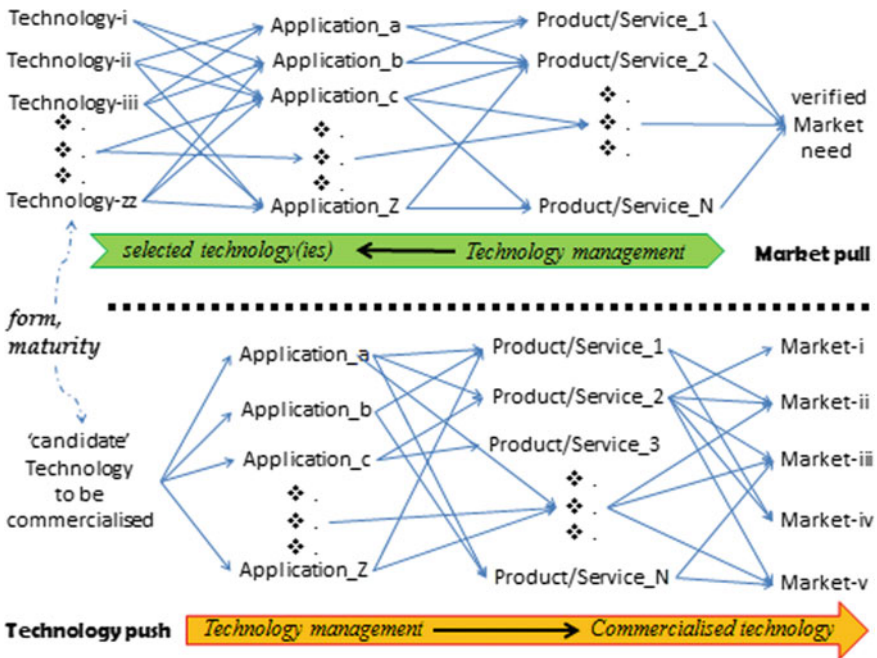 Technology-i Application_a Product/Service_1
Technology-ii Application_b Product/Service_2
Technology-iii Application_c ❖ . verified
❖ . ❖ . ❖ . Market
❖ . ❖ . ❖ . need
❖ . ❖ .
Technology-zz Application_Z Product/Service_N
selected technology(ies) Technology management Market pull
form,
maturity
Application_a Product/Service_1 Market-i
Application_b Product/Service_2 Market-ii
'candidate'
Technology
to be
commercialised
Application_c Product/Service_3 Market-iii
❖ . ❖ .
❖ . ❖ . Market-iv
❖ . ❖ .
Application_Z Product/Service_N Market-v
Technology push Technology management Commercialised technology